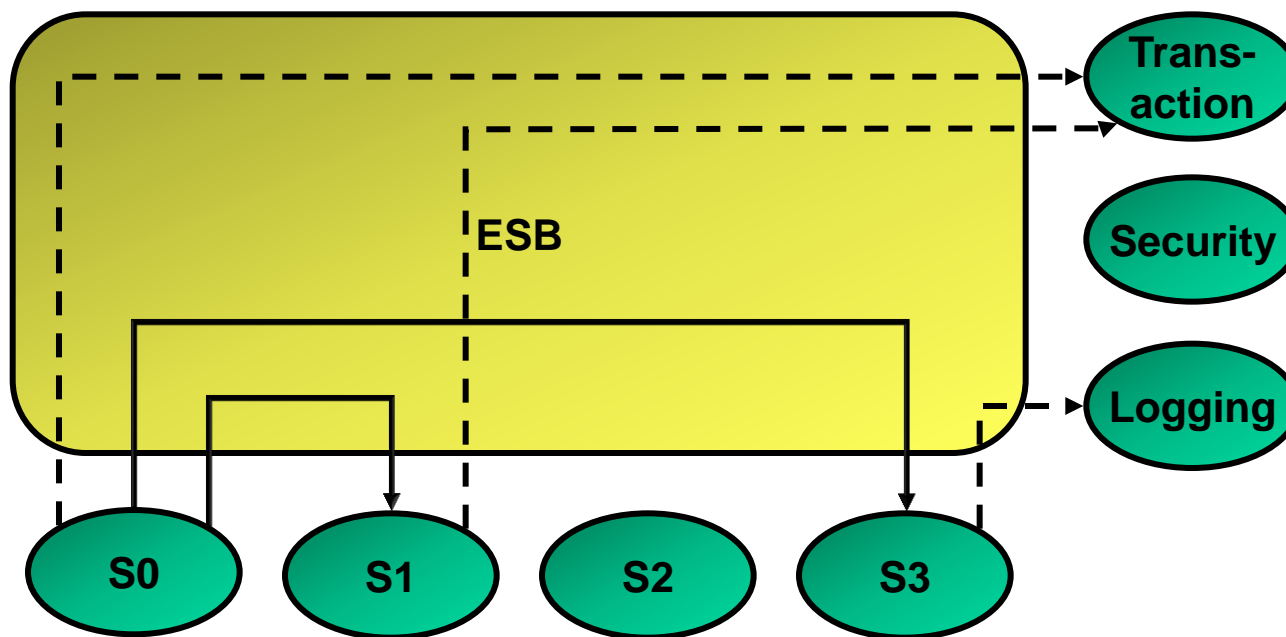 Trans-
action
ESB
Security
Logging
S0
S1
S2
S3